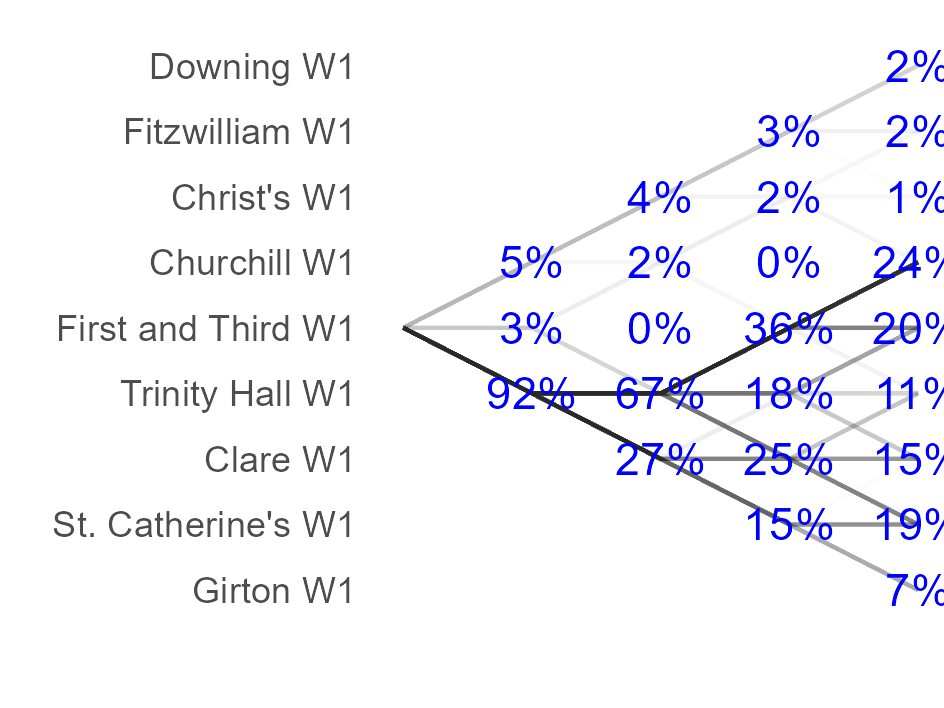 Downing W1 2%
Fitzwilliam W1 3% 2%
Christ's W1 4% 2% 1%
Churchill W1 5% 2% 0% 24%
First and Third W1 3% 0% 36% 20%
Trinity Hall W1 92% 67% 18% 11%
Clare W1 27% 25% 15%
St. Catherine's W1 15% 19%
Girton W1 7%